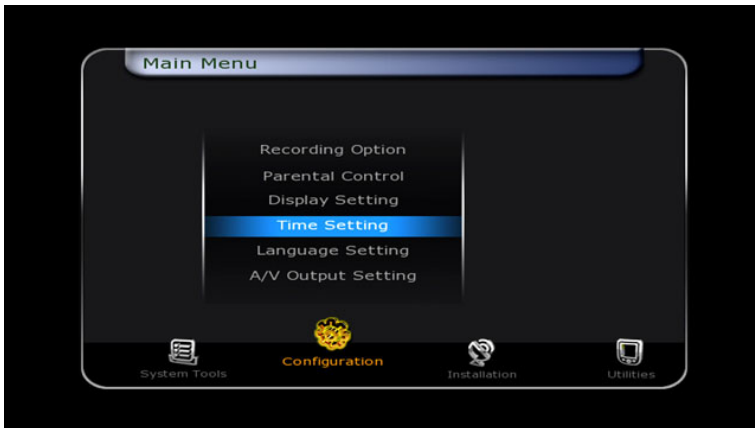 Main Menu
Recording Option
Parental Control
Display Setting
Time Setting
Language Setting
A/V Output Setting
System Tools
Configuration
Installation
Utilities